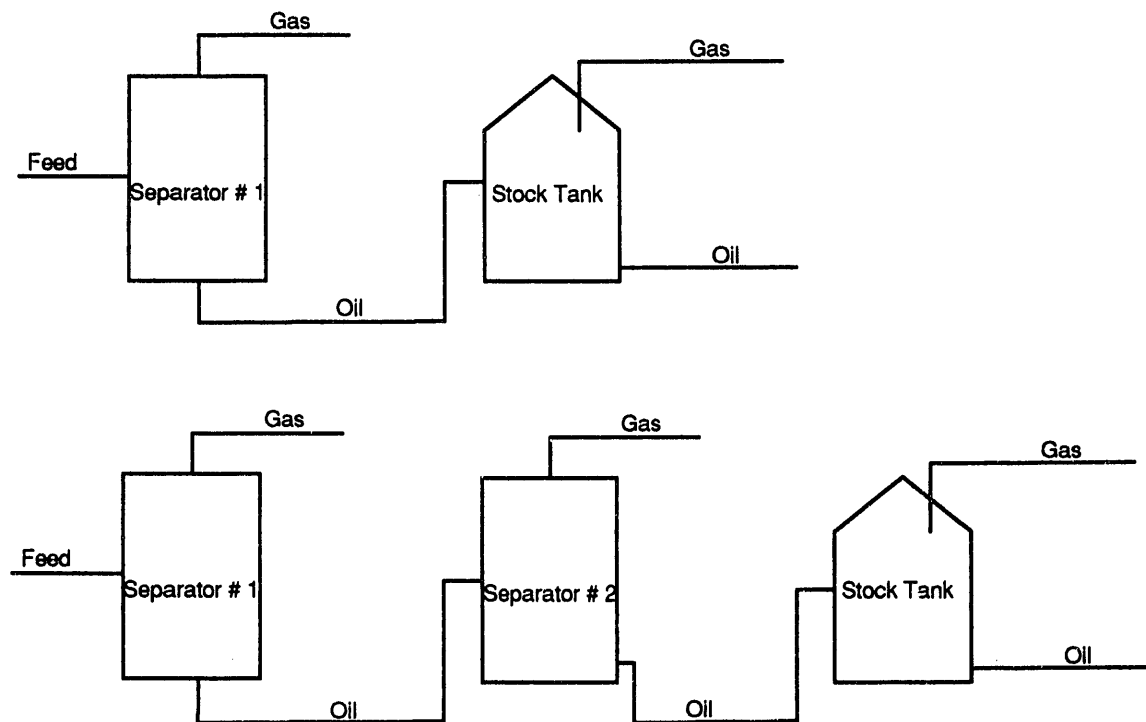 Gas
Gas
Feed
Separator # 1
Stock Tank
Oil
Oil
Gas
Gas
Gas
Feed
Separator # 1
Separator # 2
Stock Tank
Oil
Oil
Oil